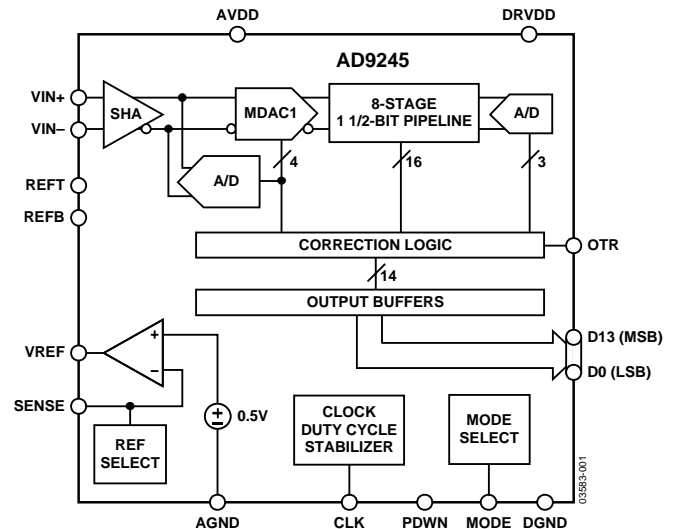 AVDD
DRVDD
AD9245
VIN+
VIN–
SHA
MDAC1
8-STAGE
1 1/2-BIT PIPELINE
A/D
A/D
4
16
3
REFT
REFB
CORRECTION LOGIC
OTR
14
OUTPUT BUFFERS
D13 (MSB)
D0 (LSB)
VREF
+
–
SENSE
0.5V
REF
SELECT
CLOCK
DUTY CYCLE
STABILIZER
MODE
SELECT
AGND
CLK
PDWN
MODE
DGND
03583-001